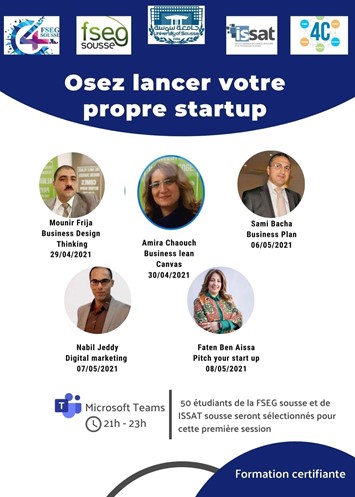 4
FSEG
SOUSSE
fseg
sousse
جامعة سوسة
University of Sousse
issat
4C
Osez lancer votre
propre startup
Mounir Frija
Business Design
Thinking
29/04/2021
Amira Chaouch
Business lean
Canvas
30/04/2021
Sami Bacha
Business Plan
06/05/2021
Nabil Jeddy
Digital marketing
07/05/2021
Faten Ben Aissa
Pitch your start up
08/05/2021
Microsoft Teams
21h - 23h
50 étudiants de la FSEG sousse et de
ISSAT sousse seront sélectionnés pour
cette première session
Formation certifiante